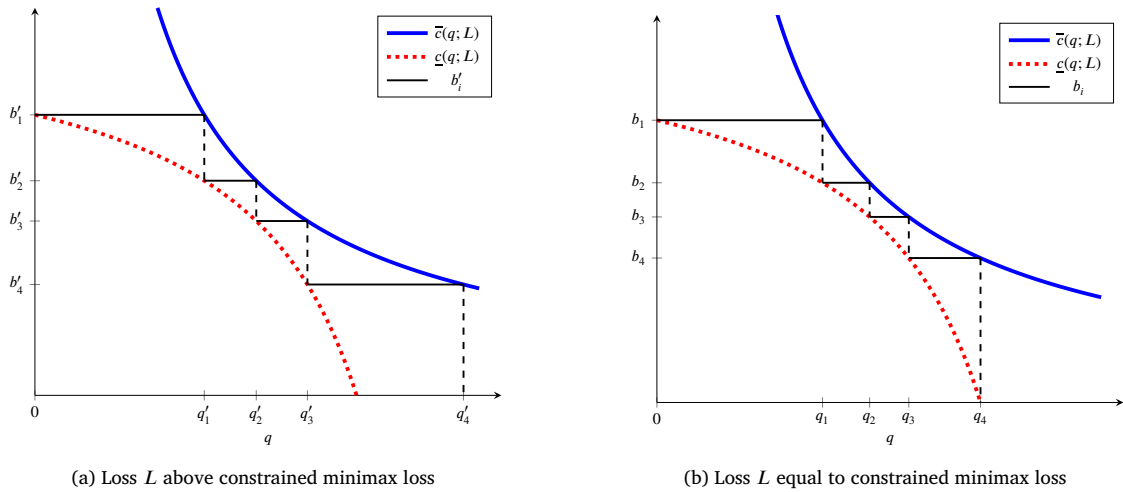 c̅(q; L)
c̲(q; L)
b′ᵢ
b′₁
b′₂
b′₃
b′₄
0
q′₁
q′₂
q′₃
q′₄
q
(a) Loss L above constrained minimax loss
c̅(q; L)
c̲(q; L)
bᵢ
b₁
b₂
b₃
b₄
0
q₁
q₂
q₃
q₄
q
(b) Loss L equal to constrained minimax loss